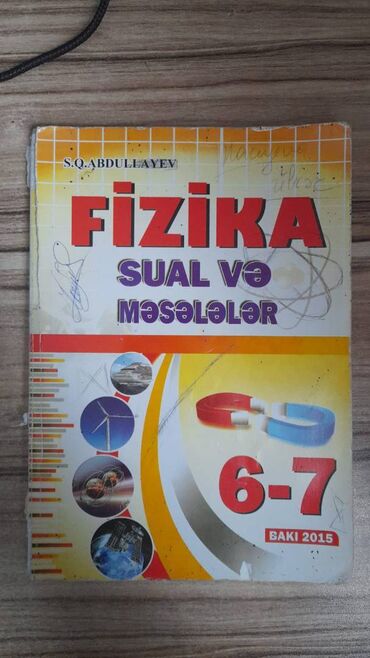 S.Q.ABDULLAYEV
FİZİKA
SUAL VƏ
MƏSƏLƏLƏR
6-7
BAKI 2015